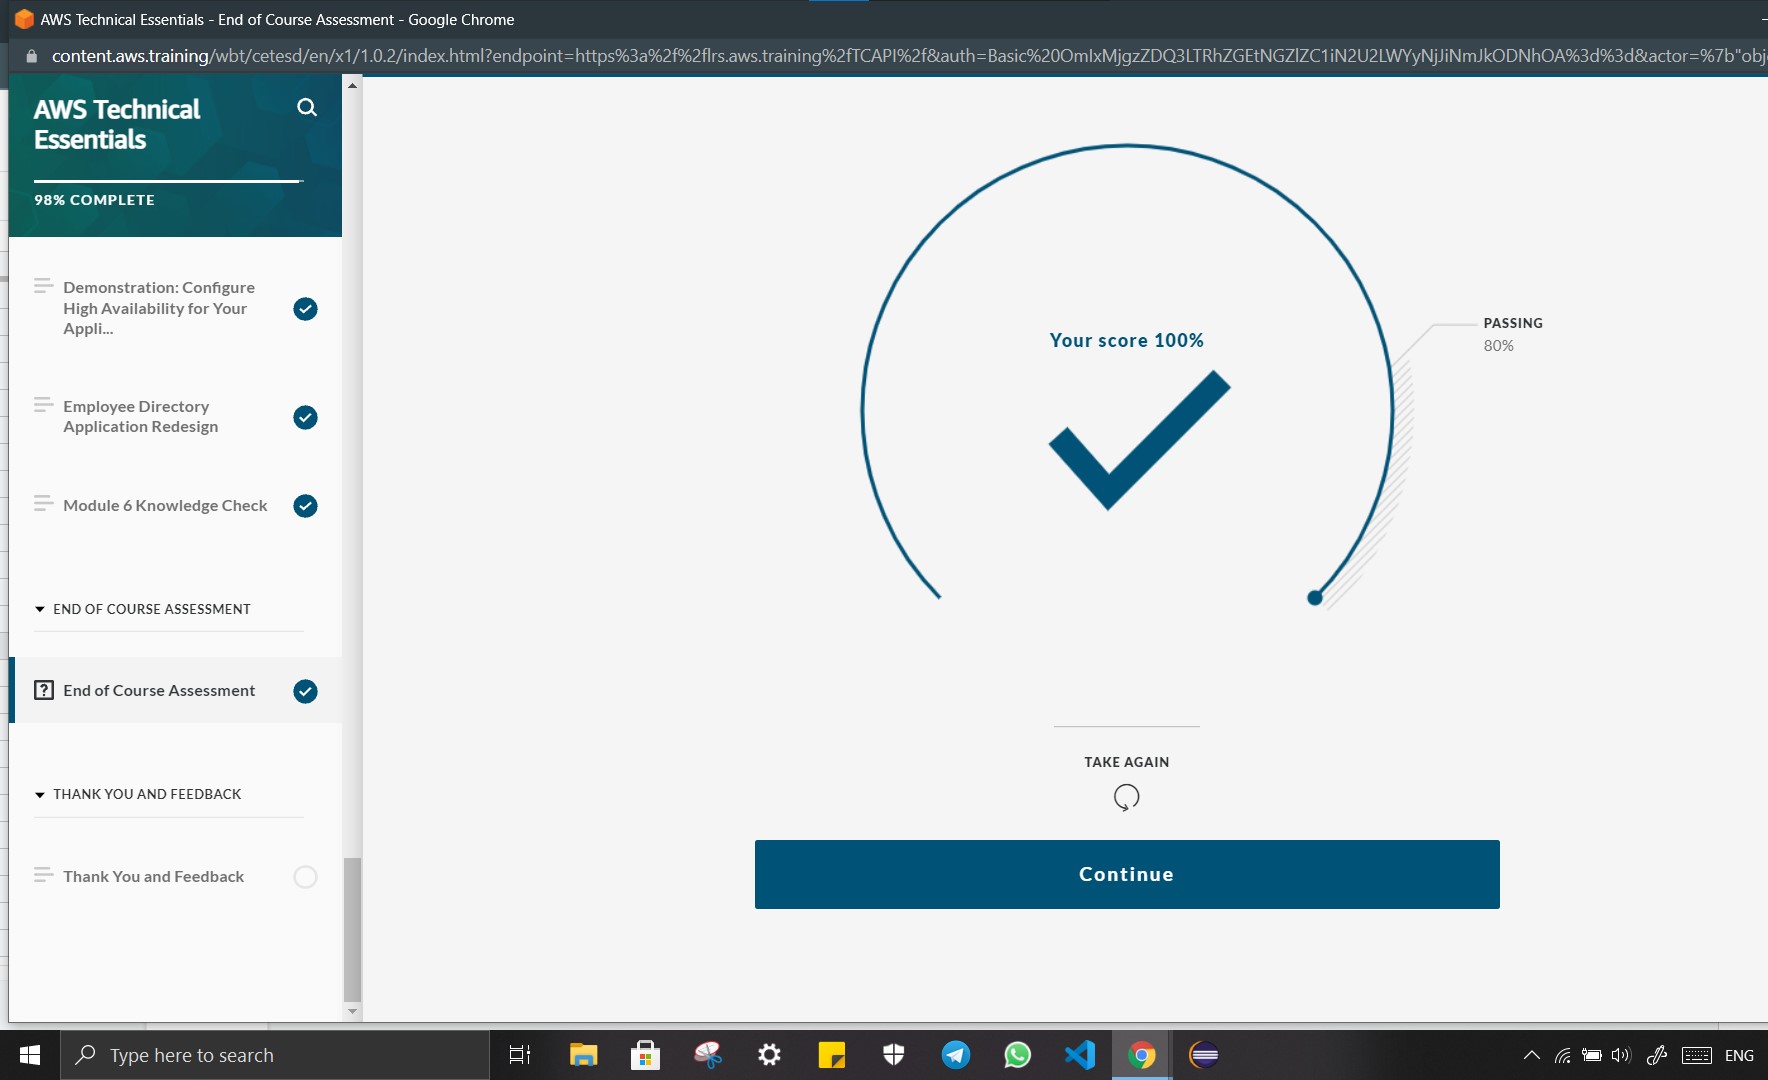 AWS Technical Essentials - End of Course Assessment - Google Chrome
content.aws.training/wbt/cetesd/en/x1/1.0.2/index.html?endpoint=https%3a%2f%2flrs.aws.training%2fTCAPI%2f&auth=Basic%20OmIxMjgzZDQ3LTRhZGEtNGZlZC1iN2U2LWYyNjJiNmJkODNhOA%3d%3d&actor=%7b"obj
AWS Technical
Essentials
98% COMPLETE
Demonstration: Configure
High Availability for Your
Appli...
Employee Directory
Application Redesign
Module 6 Knowledge Check
END OF COURSE ASSESSMENT
End of Course Assessment
THANK YOU AND FEEDBACK
Thank You and Feedback
Your score 100%
PASSING
80%
TAKE AGAIN
Continue
Type here to search
ENG